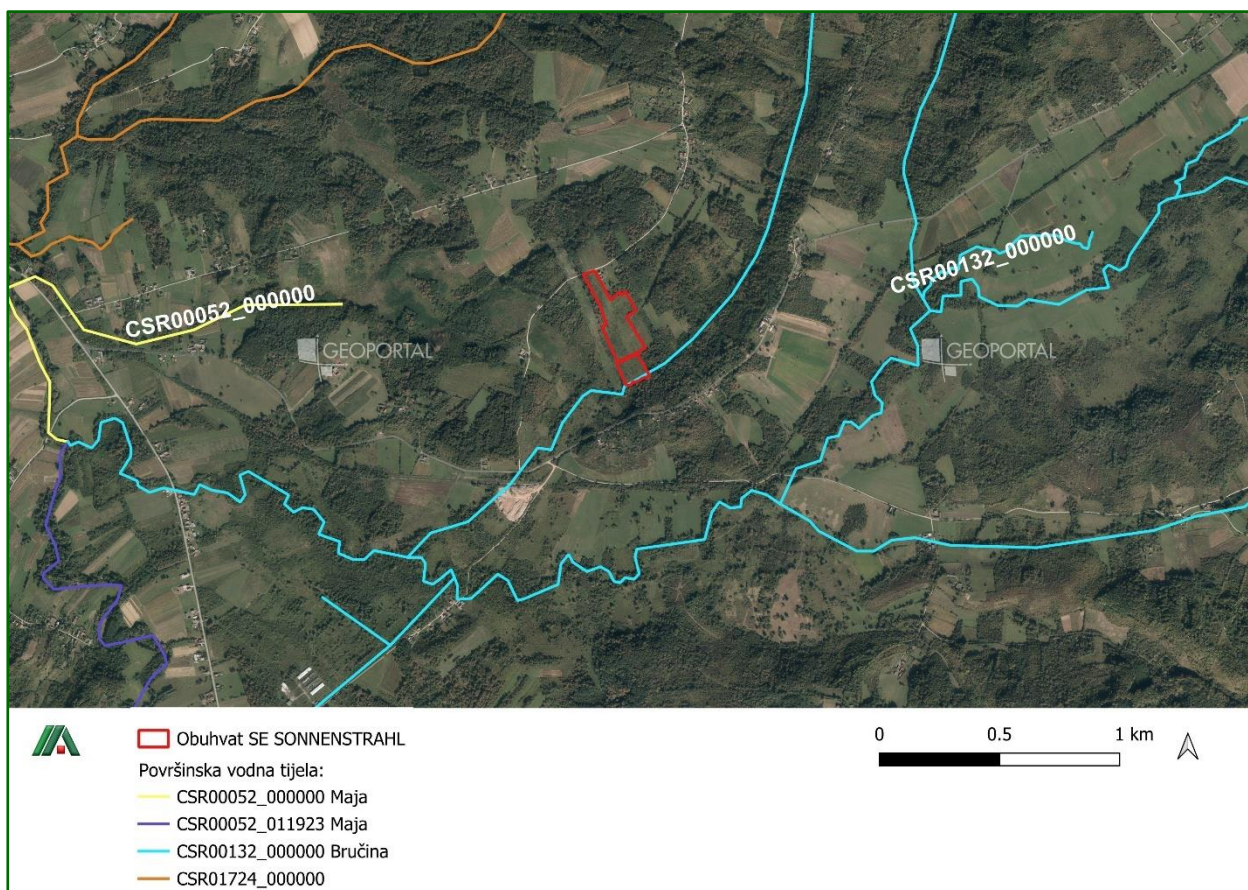 CSR00132_000000
CSR00052_000000
GEOPORTAL
GEOPORTAL
Obuhvat SE SONNENSTRAHL
Površinska vodna tijela:
CSR00052_000000 Maja
CSR00052_011923 Maja
CSR00132_000000 Bručina
CSR01724_000000
0 0.5 1 km